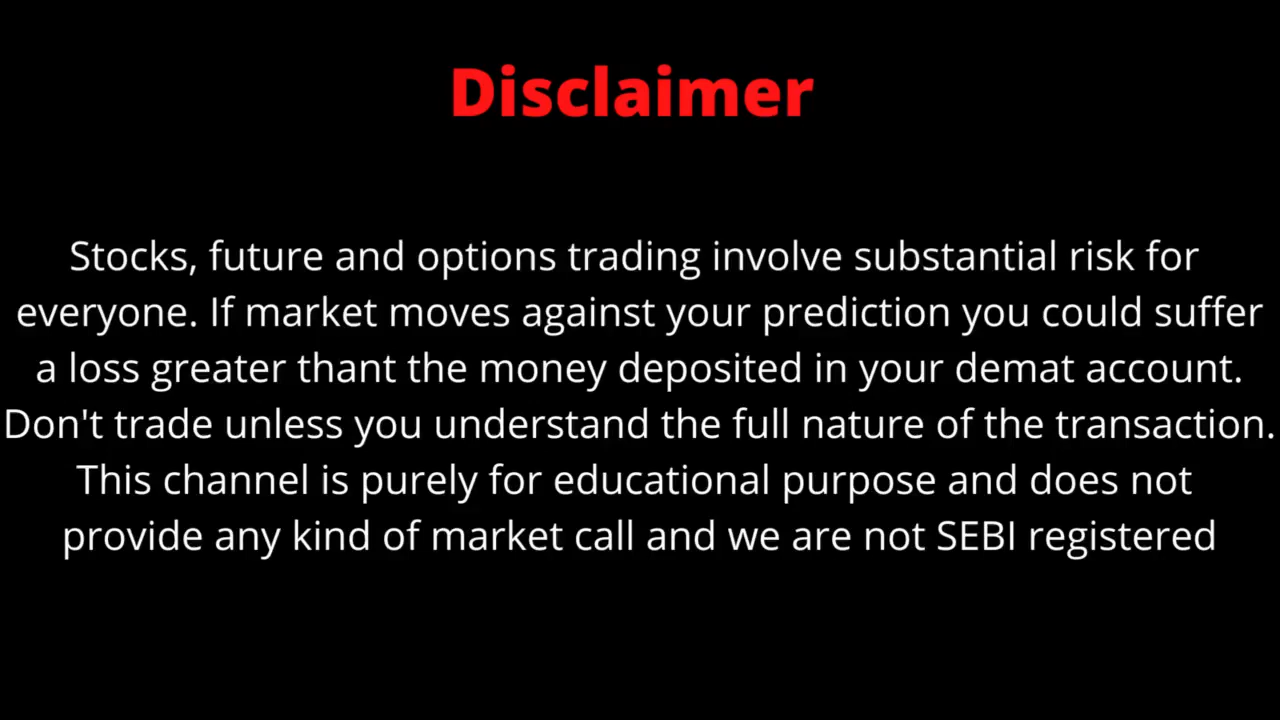 Disclaimer
Stocks, future and options trading involve substantial risk for
everyone. If market moves against your prediction you could suffer
a loss greater thant the money deposited in your demat account.
Don't trade unless you understand the full nature of the transaction.
This channel is purely for educational purpose and does not
provide any kind of market call and we are not SEBI registered